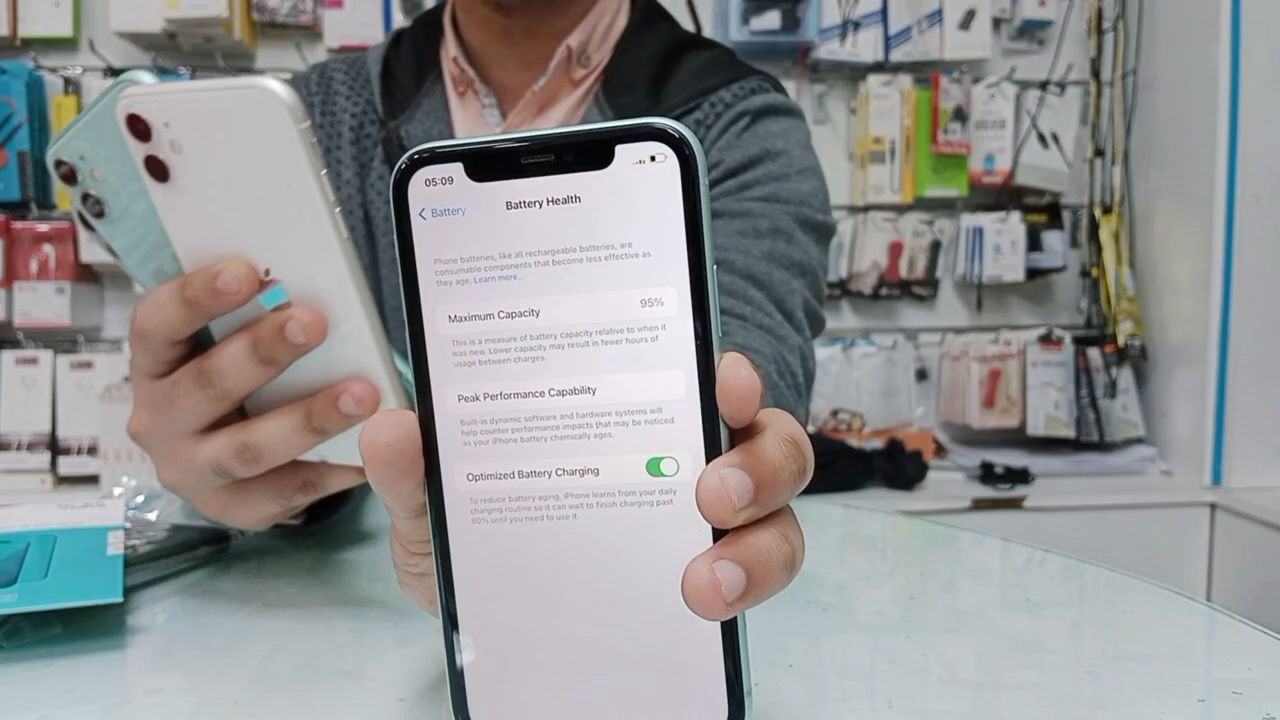 05:09
Battery
Battery Health
Phone batteries, like all rechargeable batteries, are
consumable components that become less effective as
they age. Learn more...
Maximum Capacity 95%
This is a measure of battery capacity relative to when it
was new. Lower capacity may result in fewer hours of
usage between charges.
Peak Performance Capability
Built-in dynamic software and hardware systems will
help counter performance impacts that may be noticed
as your iPhone battery chemically ages.
Optimized Battery Charging
To reduce battery aging, iPhone learns from your daily
charging routine so it can wait to finish charging past
80% until you need to use it.